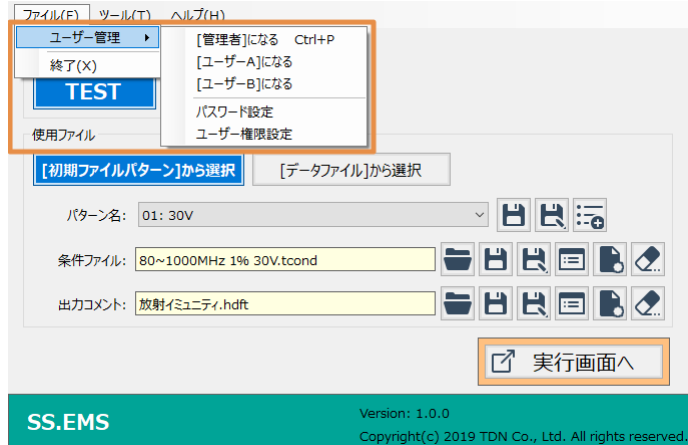 ファイル(F) ツール(T) ヘルプ(H)
ユーザー管理
終了(X)
[管理者]になる Ctrl+P
[ユーザーA]になる
[ユーザーB]になる
パスワード設定
ユーザー権限設定
TEST
使用ファイル
[初期ファイルパターン]から選択 [データファイル]から選択
パターン名: 01: 30V
条件ファイル: 80~1000MHz 1% 30V.tcond
出力コメント: 放射イミュニティ.hdft
実行画面へ
SS.EMS
Version: 1.0.0
Copyright(c) 2019 TDN Co., Ltd. All rights reserved.